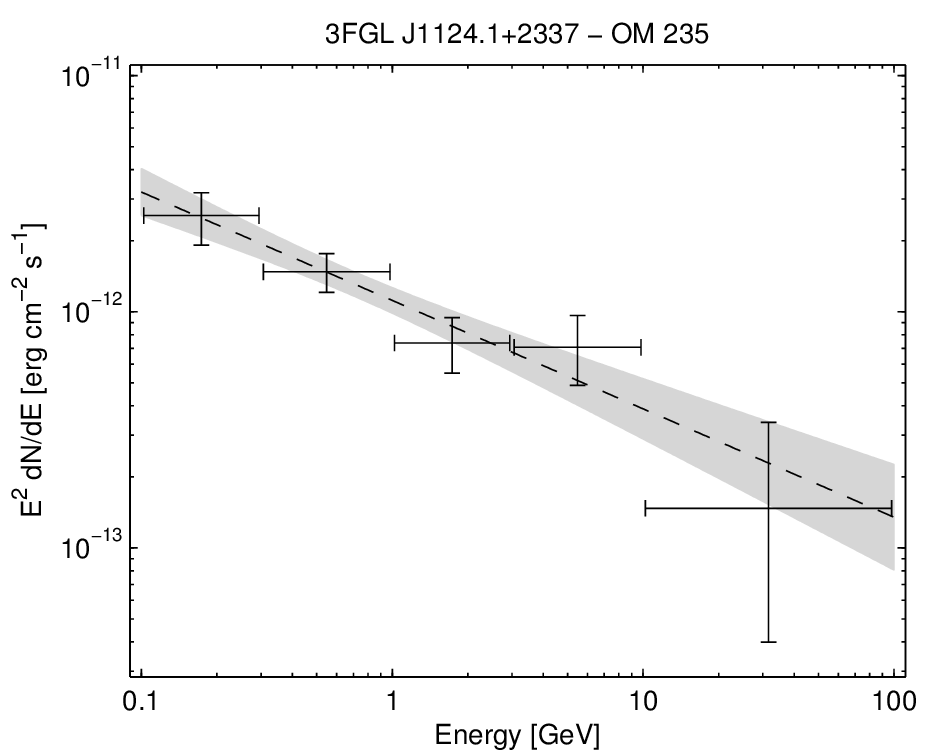 3FGL J1124.1+2337 − OM 235
E² dN/dE [erg cm⁻² s⁻¹]
10⁻¹¹
10⁻¹²
10⁻¹³
0.1 1 10 100
Energy [GeV]